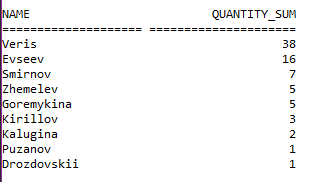 NAME QUANTITY_SUM
==================== ====================
Veris 38
Evseev 16
Smirnov 7
Zhemelev 5
Goremykina 5
Kirillov 3
Kalugina 2
Puzanov 1
Drozdovskii 1